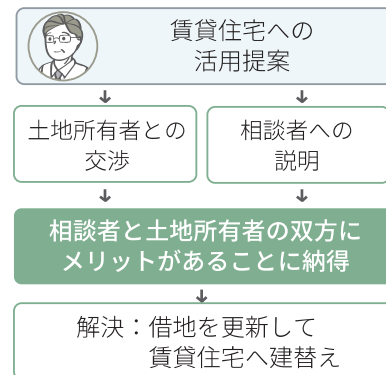 賃貸住宅への
活用提案
土地所有者との
交渉
相談者への
説明
相談者と土地所有者の双方に
メリットがあることに納得
解決：借地を更新して
賃貸住宅へ建替え